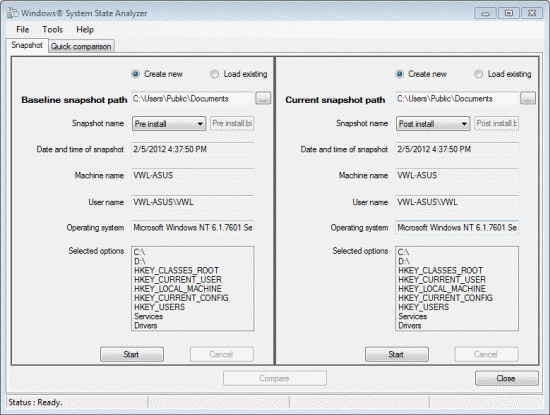 Windows® System State Analyzer
File Tools Help
Snapshot Quick comparison
Create new Load existing
Baseline snapshot path C:\Users\Public\Documents ...
Snapshot name Pre install Pre install.bi
Date and time of snapshot 2/5/2012 4:37:50 PM
Machine name VWL-ASUS
User name VWL-ASUS\VWL
Operating system Microsoft Windows NT 6.1.7601 Se
Selected options C:\
D:\
HKEY_CLASSES_ROOT
HKEY_CURRENT_USER
HKEY_LOCAL_MACHINE
HKEY_CURRENT_CONFIG
HKEY_USERS
Services
Drivers
Start Cancel
Create new Load existing
Current snapshot path C:\Users\Public\Documents ...
Snapshot name Post install Post install.b
Date and time of snapshot 2/5/2012 4:37:50 PM
Machine name VWL-ASUS
User name VWL-ASUS\VWL
Operating system Microsoft Windows NT 6.1.7601 Se
Selected options C:\
D:\
HKEY_CLASSES_ROOT
HKEY_CURRENT_USER
HKEY_LOCAL_MACHINE
HKEY_CURRENT_CONFIG
HKEY_USERS
Services
Drivers
Start Cancel
Compare Close
Status : Ready.